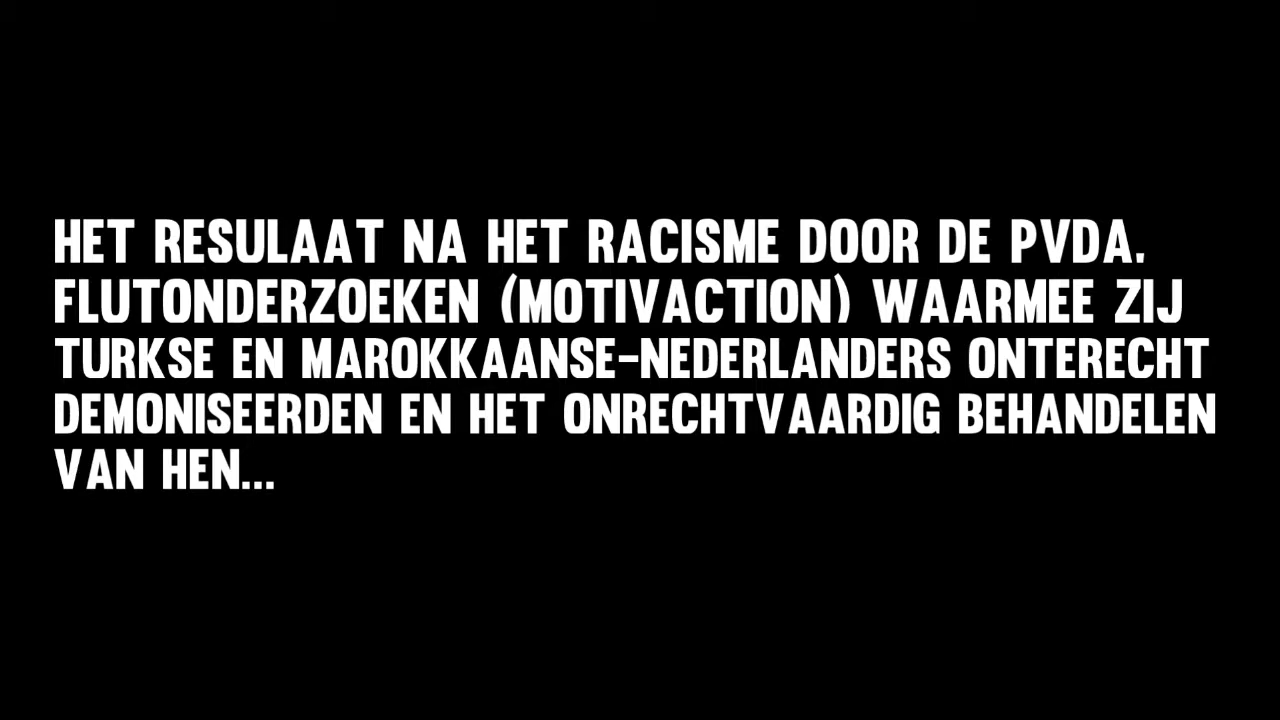 HET RESULAAT NA HET RACISME DOOR DE PVDA.
FLUTONDERZOEKEN (MOTIVACTION) WAARMEE ZIJ
TURKSE EN MAROKKAANSE-NEDERLANDERS ONTERECHT
DEMONISEERDEN EN HET ONRECHTVAARDIG BEHANDELEN
VAN HEN...